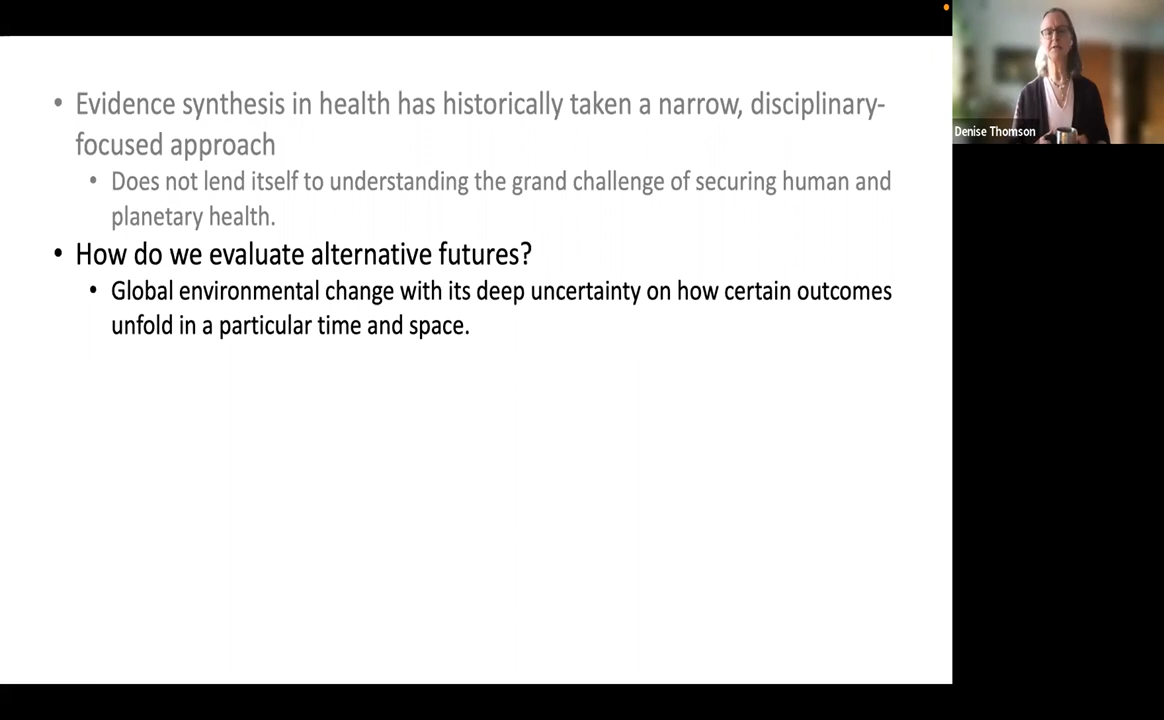 • Evidence synthesis in health has historically taken a narrow, disciplinary-
focused approach
• Does not lend itself to understanding the grand challenge of securing human and
planetary health.
• How do we evaluate alternative futures?
• Global environmental change with its deep uncertainty on how certain outcomes
unfold in a particular time and space.
Denise Thomson